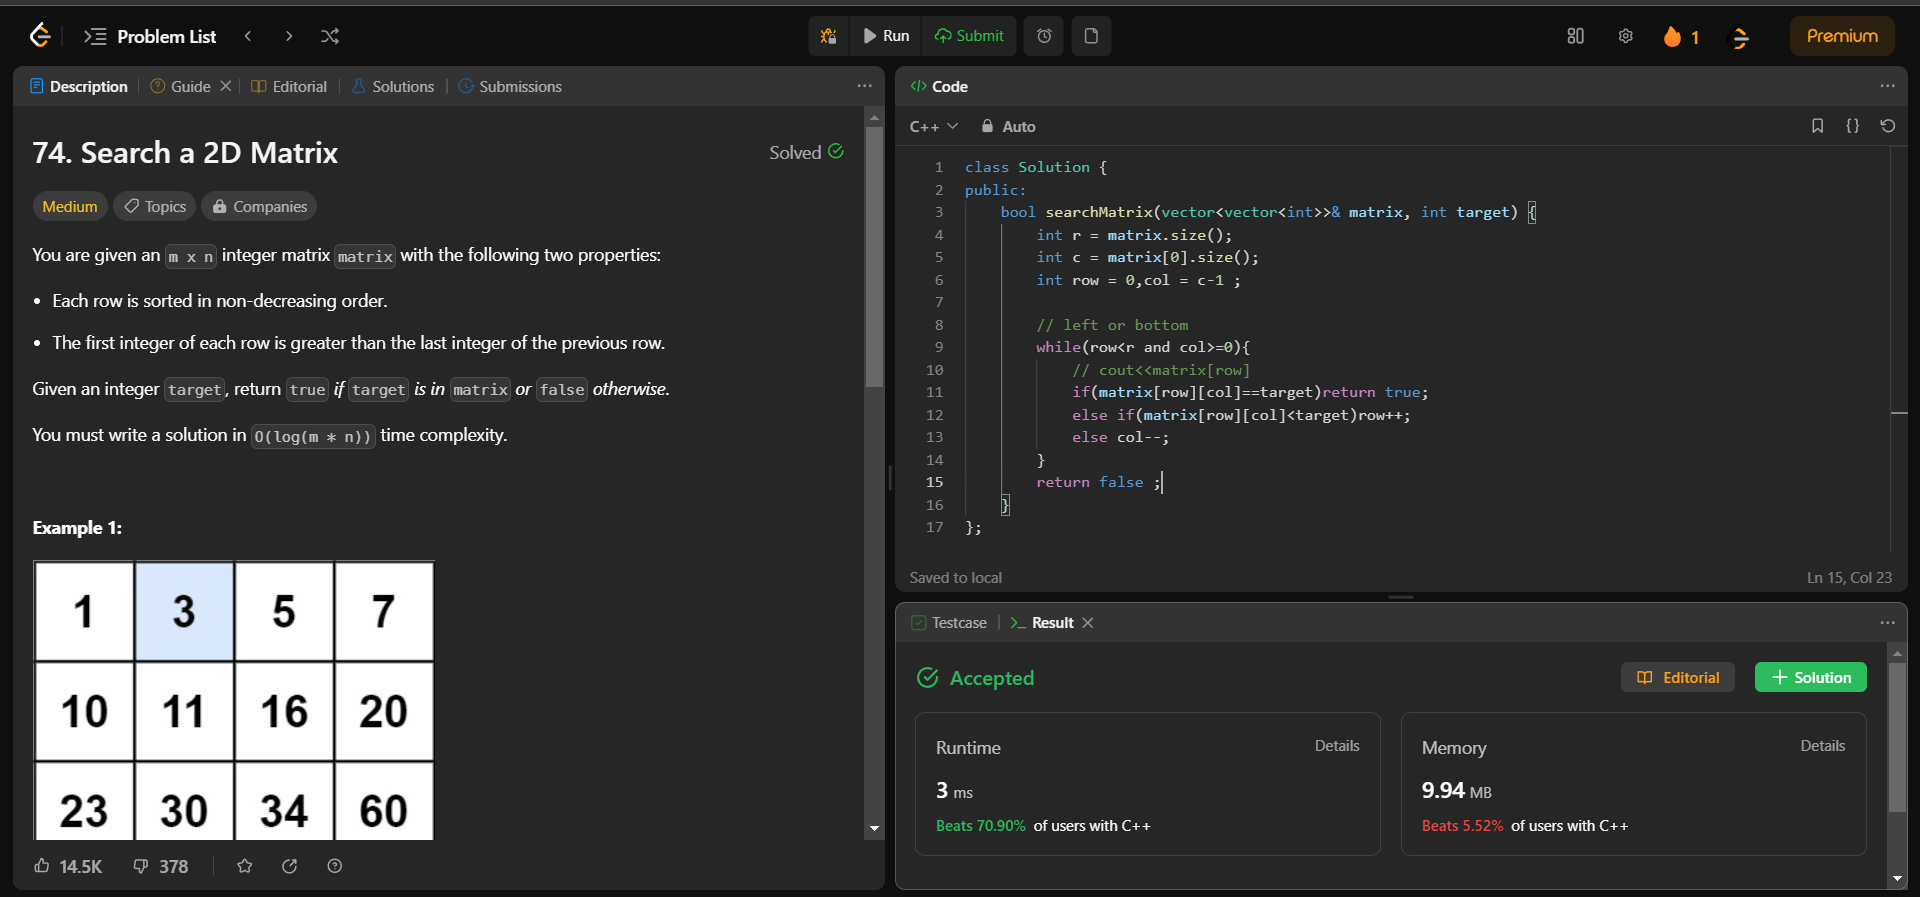 Problem List
Run
Submit
1
Premium
Description
Guide
Editorial
Solutions
Submissions
74. Search a 2D Matrix
Solved
Medium
Topics
Companies
You are given an m x n integer matrix matrix with the following two properties:
• Each row is sorted in non-decreasing order.
• The first integer of each row is greater than the last integer of the previous row.
Given an integer target, return true if target is in matrix or false otherwise.
You must write a solution in O(log(m * n)) time complexity.
Example 1:
1 3 5 7
10 11 16 20
23 30 34 60
14.5K
378
</> Code
C++
Auto
1 class Solution {
2 public:
3 bool searchMatrix(vector<vector<int>>& matrix, int target) {
4 int r = matrix.size();
5 int c = matrix[0].size();
6 int row = 0,col = c-1 ;
7
8 // left or bottom
9 while(row<r and col>=0){
10 // cout<<matrix[row]
11 if(matrix[row][col]==target)return true;
12 else if(matrix[row][col]<target)row++;
13 else col--;
14 }
15 return false ;
16 }
17 };
Saved to local
Ln 15, Col 23
Testcase
Result
Accepted
Editorial
Solution
Runtime
Details
3 ms
Beats 70.90% of users with C++
Memory
Details
9.94 MB
Beats 5.52% of users with C++